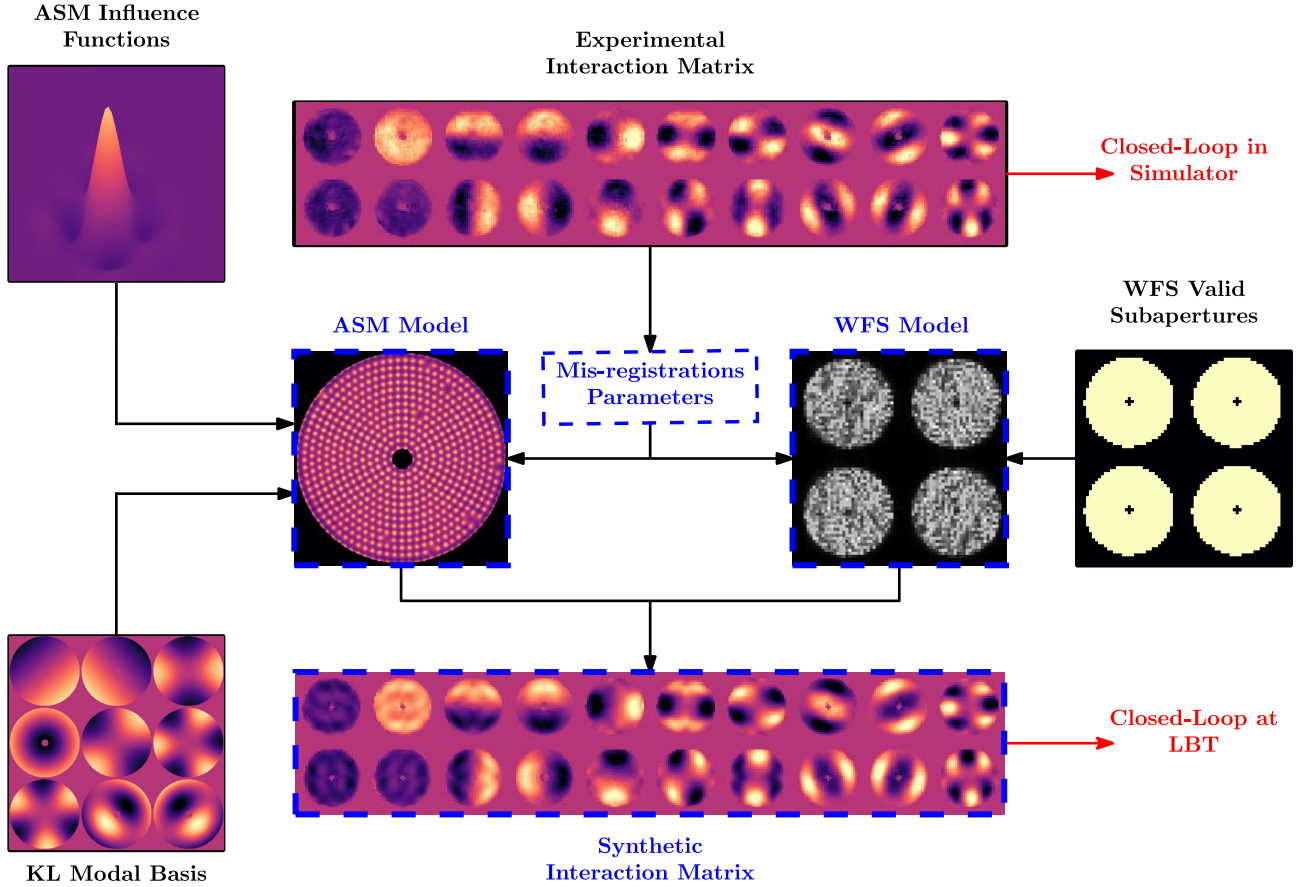 ASM Influence
Functions
Experimental
Interaction Matrix
Closed-Loop in
Simulator
WFS Valid
Subapertures
ASM Model
WFS Model
Mis-registrations
Parameters
Closed-Loop at
LBT
KL Modal Basis
Synthetic
Interaction Matrix